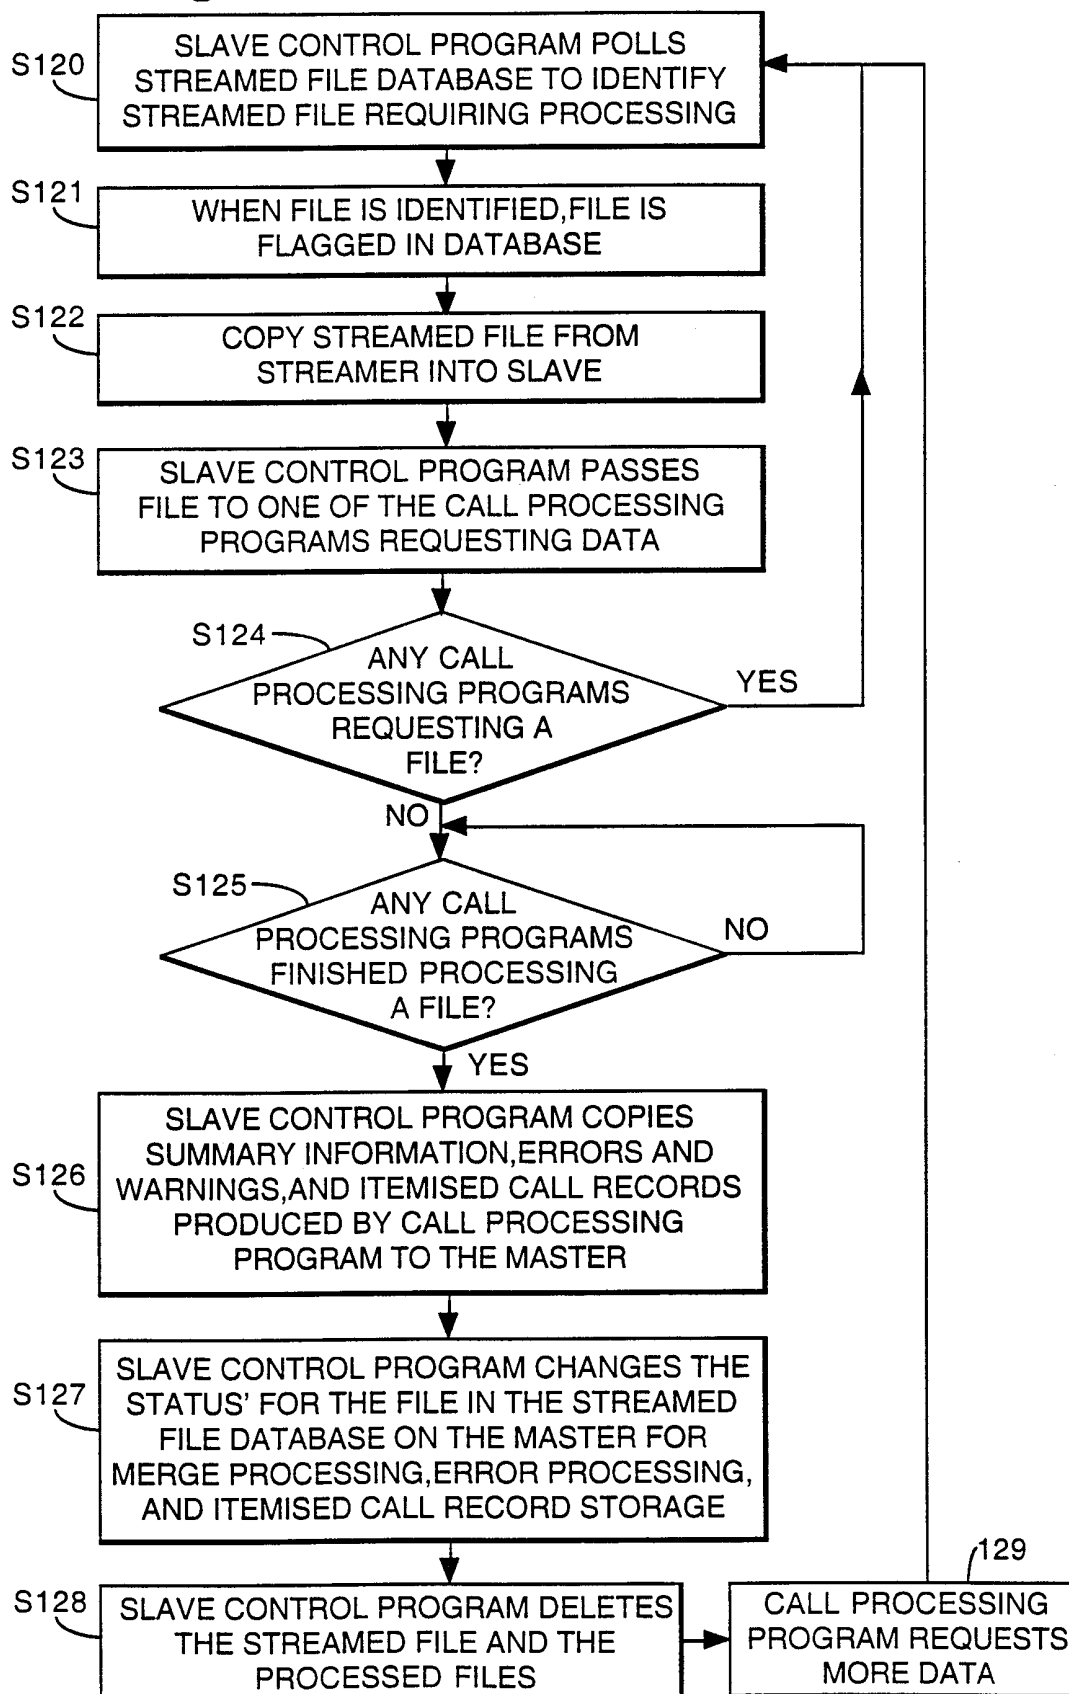 S120
SLAVE CONTROL PROGRAM POLLS
STREAMED FILE DATABASE TO IDENTIFY
STREAMED FILE REQUIRING PROCESSING
S121
WHEN FILE IS IDENTIFIED,FILE IS
FLAGGED IN DATABASE
S122
COPY STREAMED FILE FROM
STREAMER INTO SLAVE
S123
SLAVE CONTROL PROGRAM PASSES
FILE TO ONE OF THE CALL PROCESSING
PROGRAMS REQUESTING DATA
S124
ANY CALL
PROCESSING PROGRAMS
REQUESTING A
FILE?
YES
NO
S125
ANY CALL
PROCESSING PROGRAMS
FINISHED PROCESSING
A FILE?
NO
YES
S126
SLAVE CONTROL PROGRAM COPIES
SUMMARY INFORMATION,ERRORS AND
WARNINGS,AND ITEMISED CALL RECORDS
PRODUCED BY CALL PROCESSING
PROGRAM TO THE MASTER
S127
SLAVE CONTROL PROGRAM CHANGES THE
STATUS' FOR THE FILE IN THE STREAMED
FILE DATABASE ON THE MASTER FOR
MERGE PROCESSING,ERROR PROCESSING,
AND ITEMISED CALL RECORD STORAGE
S128
SLAVE CONTROL PROGRAM DELETES
THE STREAMED FILE AND THE
PROCESSED FILES
129
CALL PROCESSING
PROGRAM REQUESTS
MORE DATA